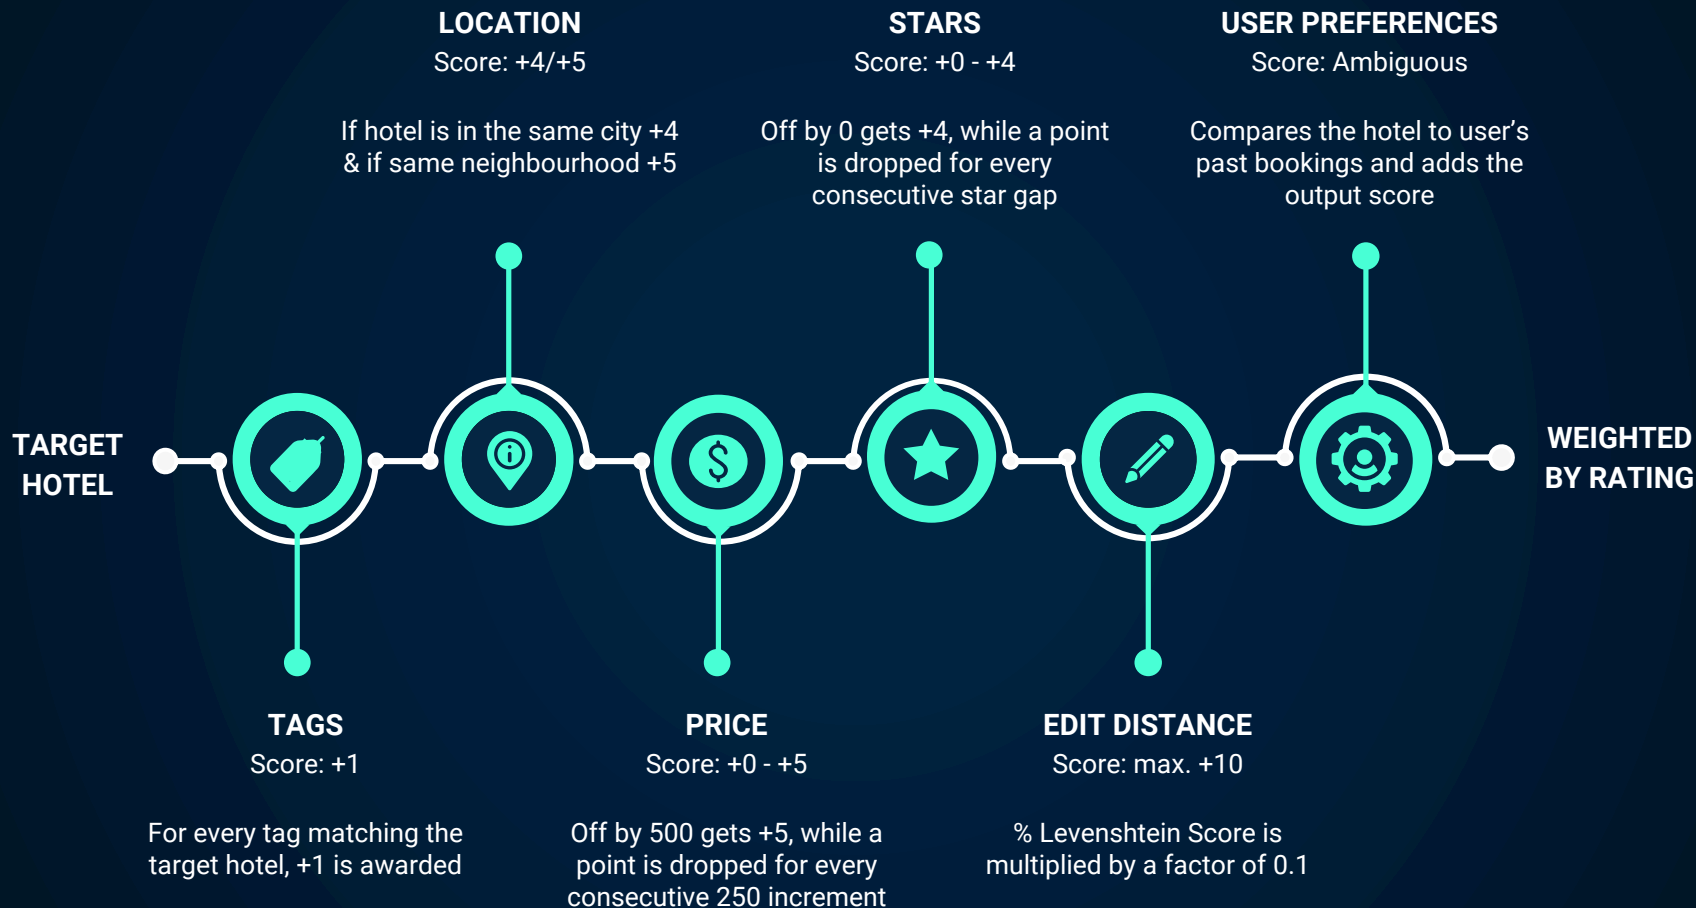 LOCATION
Score: +4/+5
If hotel is in the same city +4
& if same neighbourhood +5
STARS
Score: +0 - +4
Off by 0 gets +4, while a point
is dropped for every
consecutive star gap
USER PREFERENCES
Score: Ambiguous
Compares the hotel to user's
past bookings and adds the
output score
TARGET
HOTEL
i
$
WEIGHTED
BY RATING
TAGS
Score: +1
For every tag matching the
target hotel, +1 is awarded
PRICE
Score: +0 - +5
Off by 500 gets +5, while a
point is dropped for every
consecutive 250 increment
EDIT DISTANCE
Score: max. +10
% Levenshtein Score is
multiplied by a factor of 0.1